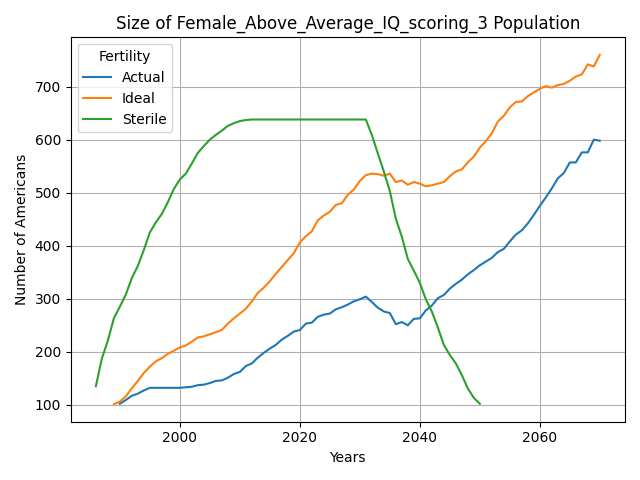 Size of Female_Above_Average_IQ_scoring_3 Population
Fertility
Actual
Ideal
Sterile
Number of Americans
700
600
500
400
300
200
100
2000
2020
2040
2060
Years